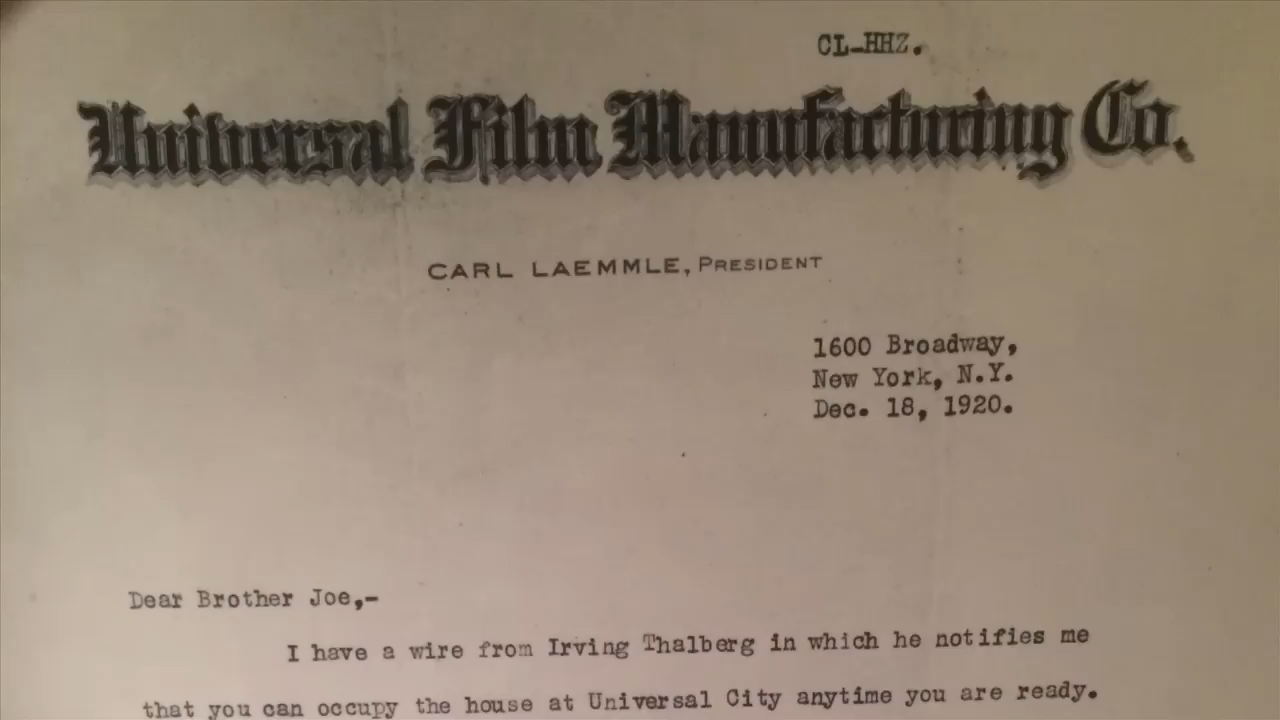 CL-HHZ.
Universal Film Manufacturing Co.
CARL LAEMMLE, PRESIDENT
1600 Broadway,
New York, N.Y.
Dec. 18, 1920.
Dear Brother Joe,-
I have a wire from Irving Thalberg in which he notifies me
that you can occupy the house at Universal City anytime you are ready.